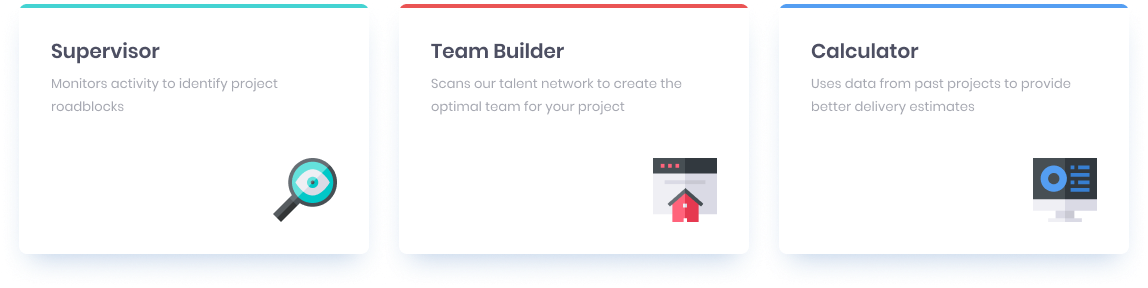 Supervisor
Monitors activity to identify project
roadblocks
Team Builder
Scans our talent network to create the
optimal team for your project
Calculator
Uses data from past projects to provide
better delivery estimates